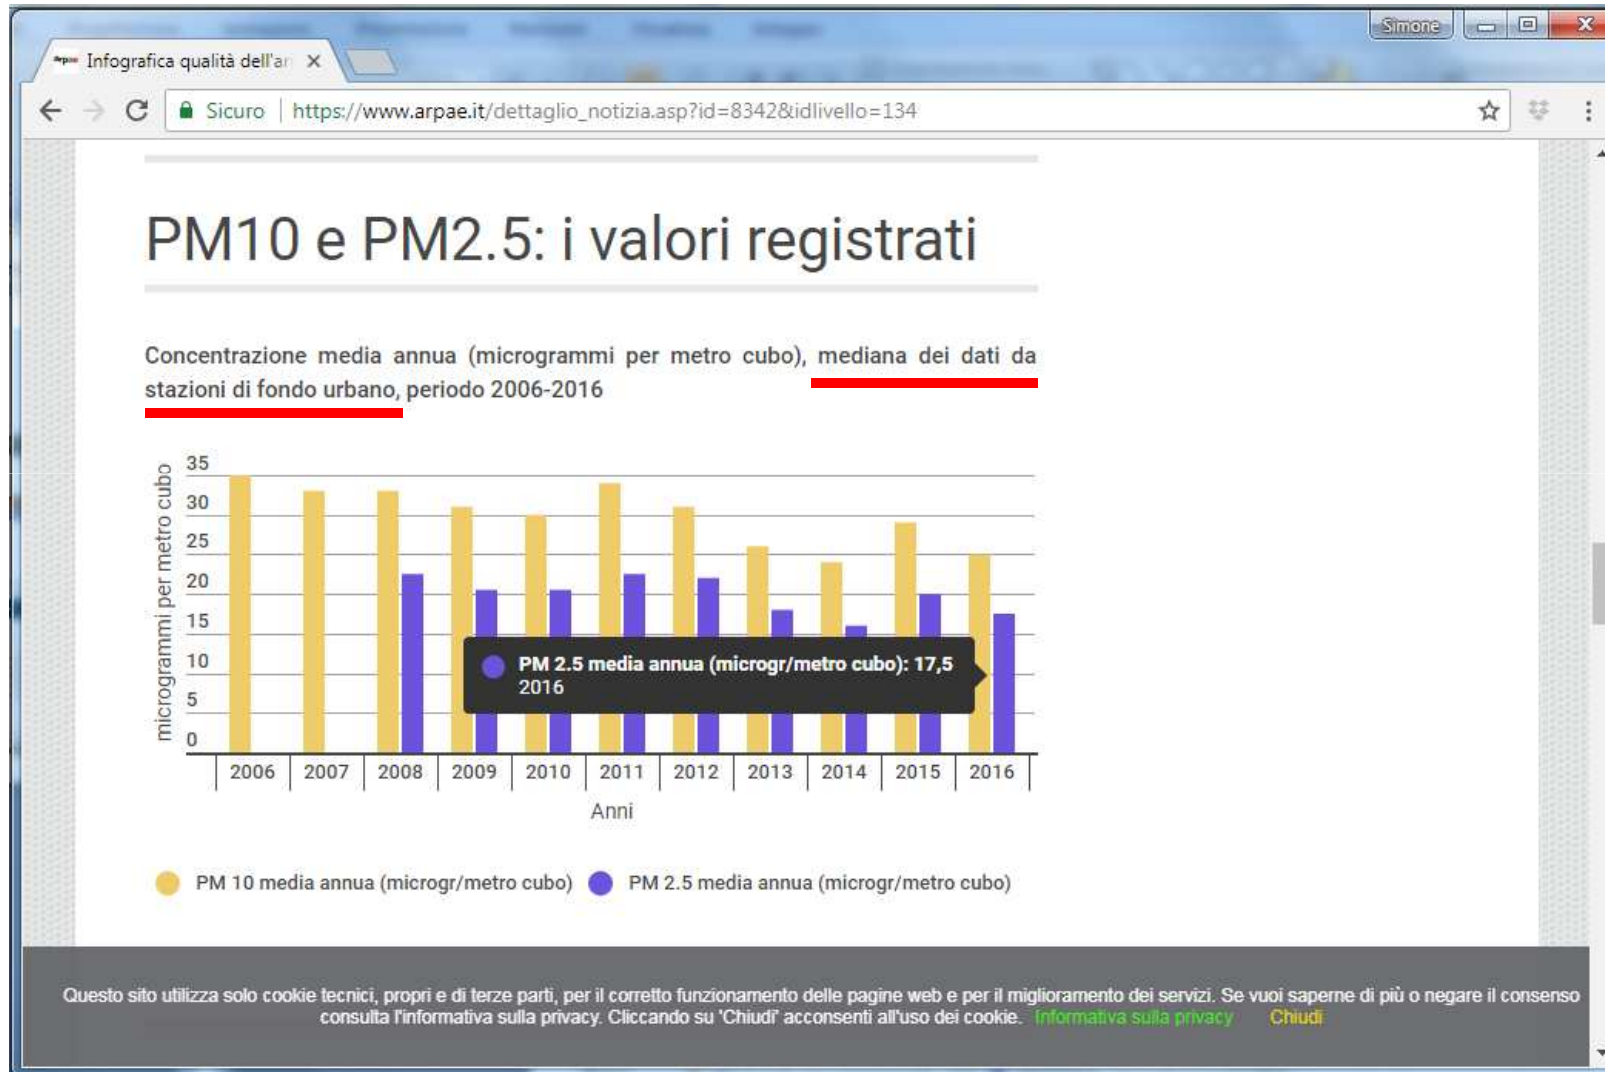 Simone
Arpae Infografica qualità dell'ar
Sicuro https://www.arpae.it/dettaglio_notizia.asp?id=8342&idlivello=134
PM10 e PM2.5: i valori registrati
Concentrazione media annua (microgrammi per metro cubo), mediana dei dati da
stazioni di fondo urbano, periodo 2006-2016
microgrammi per metro cubo
35
30
25
20
15
10
5
0
PM 2.5 media annua (microgr/metro cubo): 17,5
2016
2006 2007 2008 2009 2010 2011 2012 2013 2014 2015 2016
Anni
PM 10 media annua (microgr/metro cubo) PM 2.5 media annua (microgr/metro cubo)
Questo sito utilizza solo cookie tecnici, propri e di terze parti, per il corretto funzionamento delle pagine web e per il miglioramento dei servizi. Se vuoi saperne di più o negare il consenso
consulta l'informativa sulla privacy. Cliccando su 'Chiudi' acconsenti all'uso dei cookie. Informativa sulla privacy Chiudi